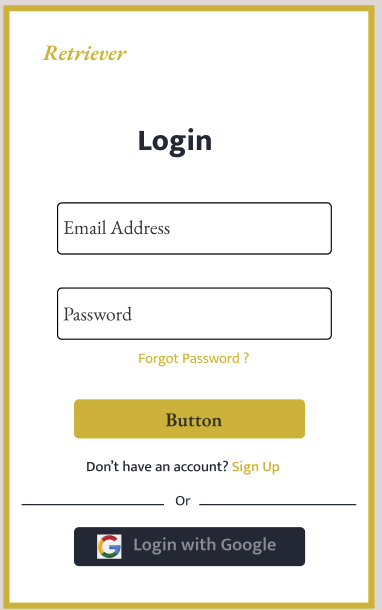 Retriever
Login
Email Address
Password
Forgot Password ?
Button
Don't have an account? Sign Up
Or
Login with Google